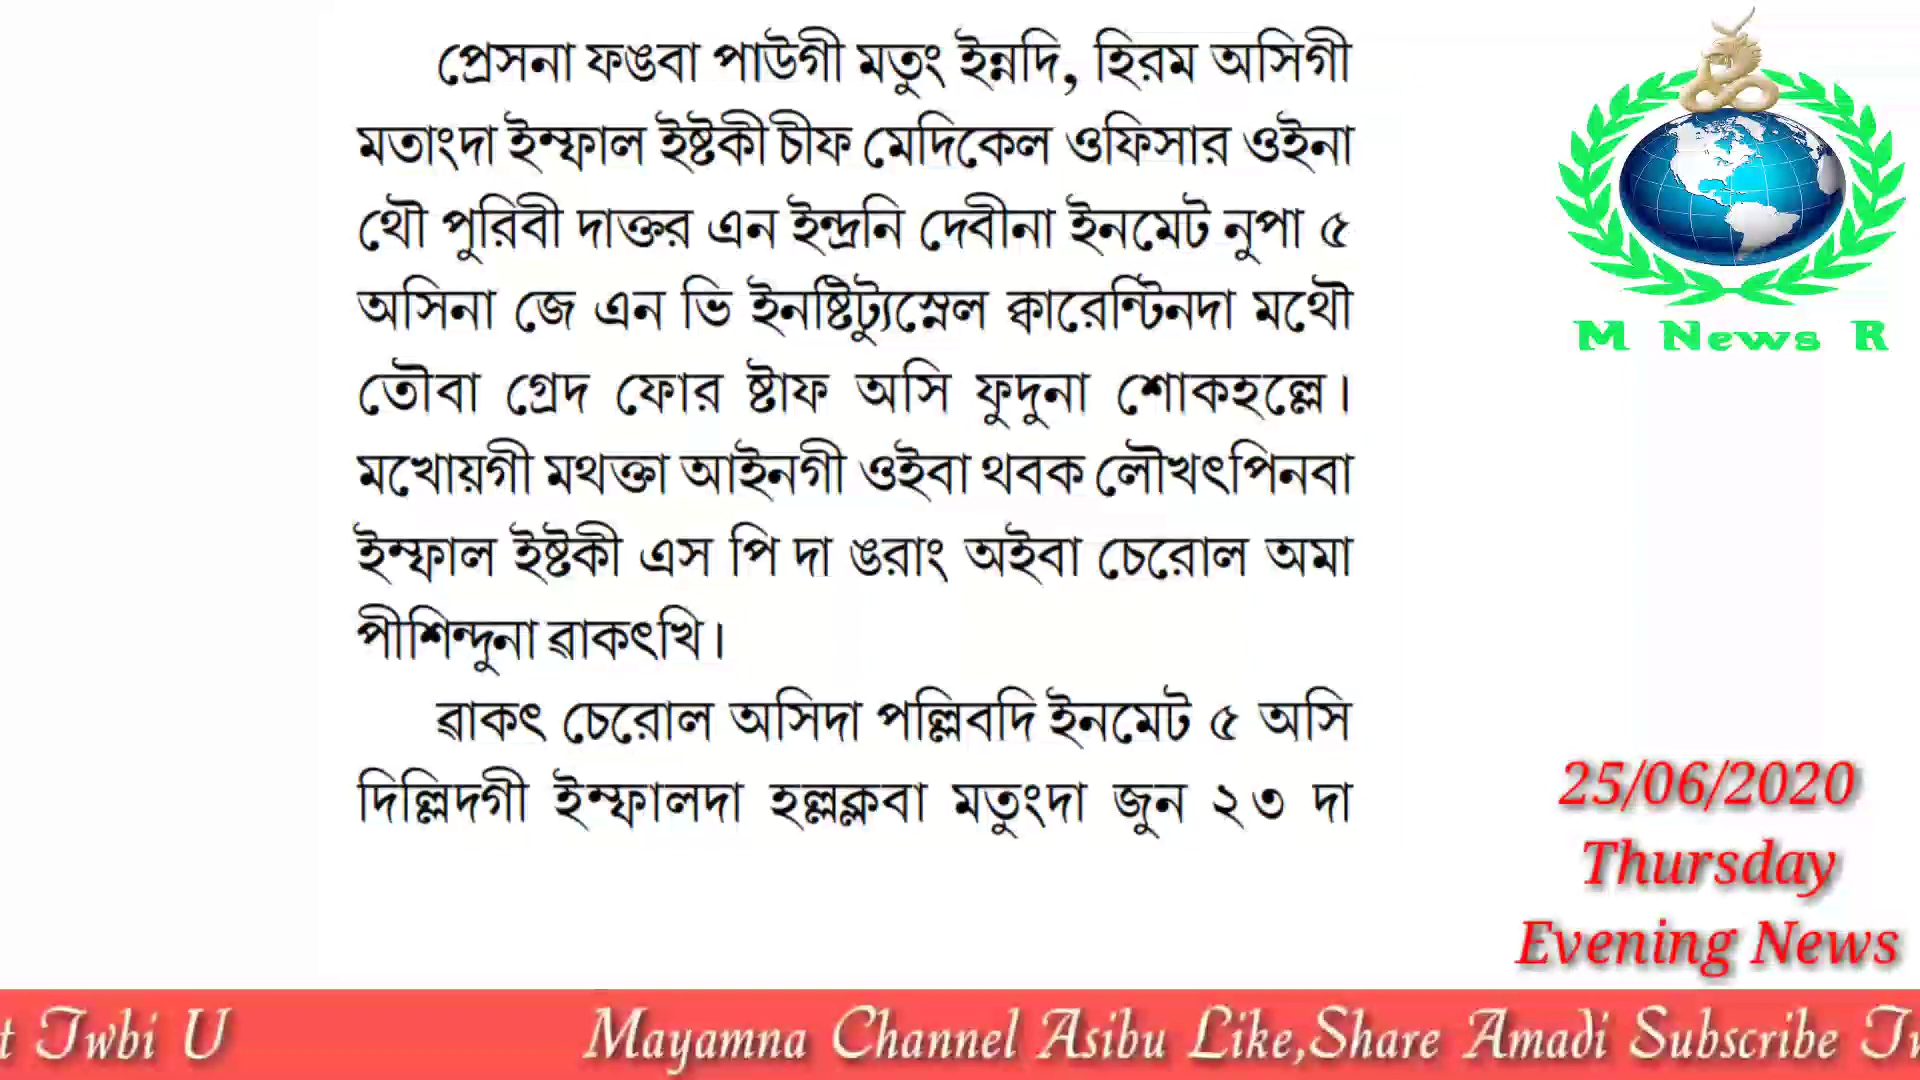 প্রেসনা ফঙবা পাউগী মতুং ইন্নদি, হিরম অসিগী
মতাংদা ইম্ফাল ইষ্টকী চীফ মেদিকেল ওফিসার ওইনা
থৌ পুরিবী দাক্তর এন ইন্দ্রনি দেবীনা ইনমেট নুপা ৫
অসিনা জে এন ভি ইনষ্টিট্যুস্নেল ক্বারেন্টিনদা মথৌ
তৌবা গ্রেদ ফোর ষ্টাফ অসি ফুদুনা শোকহল্লে।
মখোয়গী মথক্তা আইনগী ওইবা থবক লৌখৎপিনবা
ইম্ফাল ইষ্টকী এস পি দা ঙরাং অইবা চেরোল অমা
পীশিন্দুনা ৱাকৎখি।
ৱাকৎ চেরোল অসিদা পল্লিবদি ইনমেট ৫ অসি
দিল্লিদগী ইম্ফালদা হল্লক্লবা মতুংদা জুন ২৩ দা
M News R
25/06/2020
Thursday
Evening News
t Twbi U Mayamna Channel Asibu Like,Share Amadi Subscribe Tw